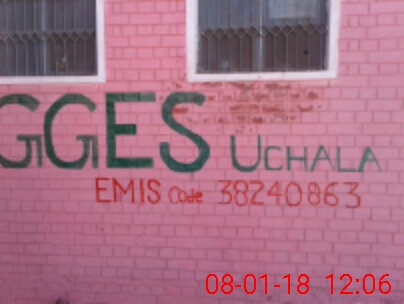 GGES UCHALA
EMIS Code 38240863
08-01-18 12:06